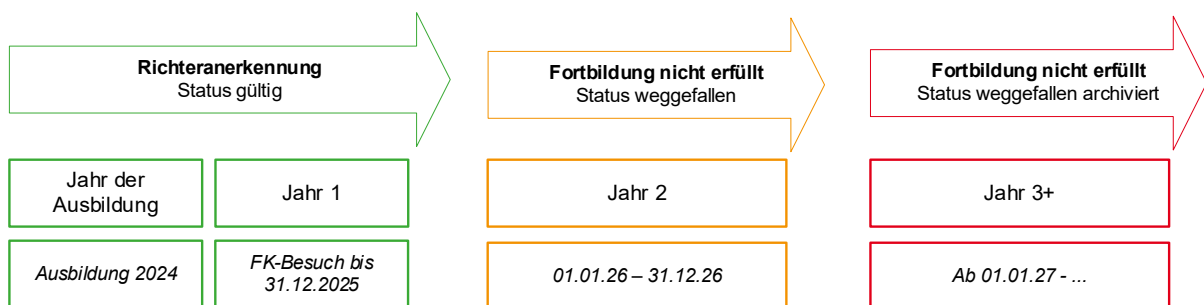 Richteranerkennung
Status gültig
Fortbildung nicht erfüllt
Status weggefallen
Fortbildung nicht erfüllt
Status weggefallen archiviert
Jahr der
Ausbildung
Jahr 1
Jahr 2
Jahr 3+
Ausbildung 2024
FK-Besuch bis
31.12.2025
01.01.26 – 31.12.26
Ab 01.01.27 - ...